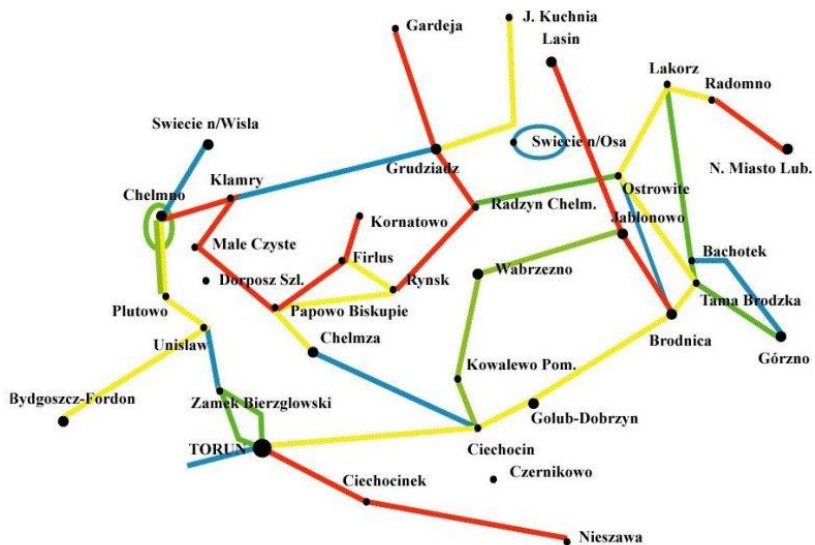 J. Kuchnia
Gardeja
Lasin
Lakorz
Radomno
Swiecie n/Wisla
Swiecie n/Osa
N. Miasto Lub.
Grudziadz
Klamry
Chelmno
Ostrowite
Radzyn Chelm.
Kornatowo
Jablonowo
Male Czyste
Bachotek
Firlus
Wabrzezno
Dorposz Szl.
Rynsk
Tama Brodzka
Plutowo
Papowo Biskupie
Chelmza
Brodnica
Górzno
Unislaw
Kowalewo Pom.
Bydgoszcz-Fordon
Zamek Bierzglowski
Golub-Dobrzyn
TORUN
Ciechocin
Czernikowo
Ciechocinek
Nieszawa